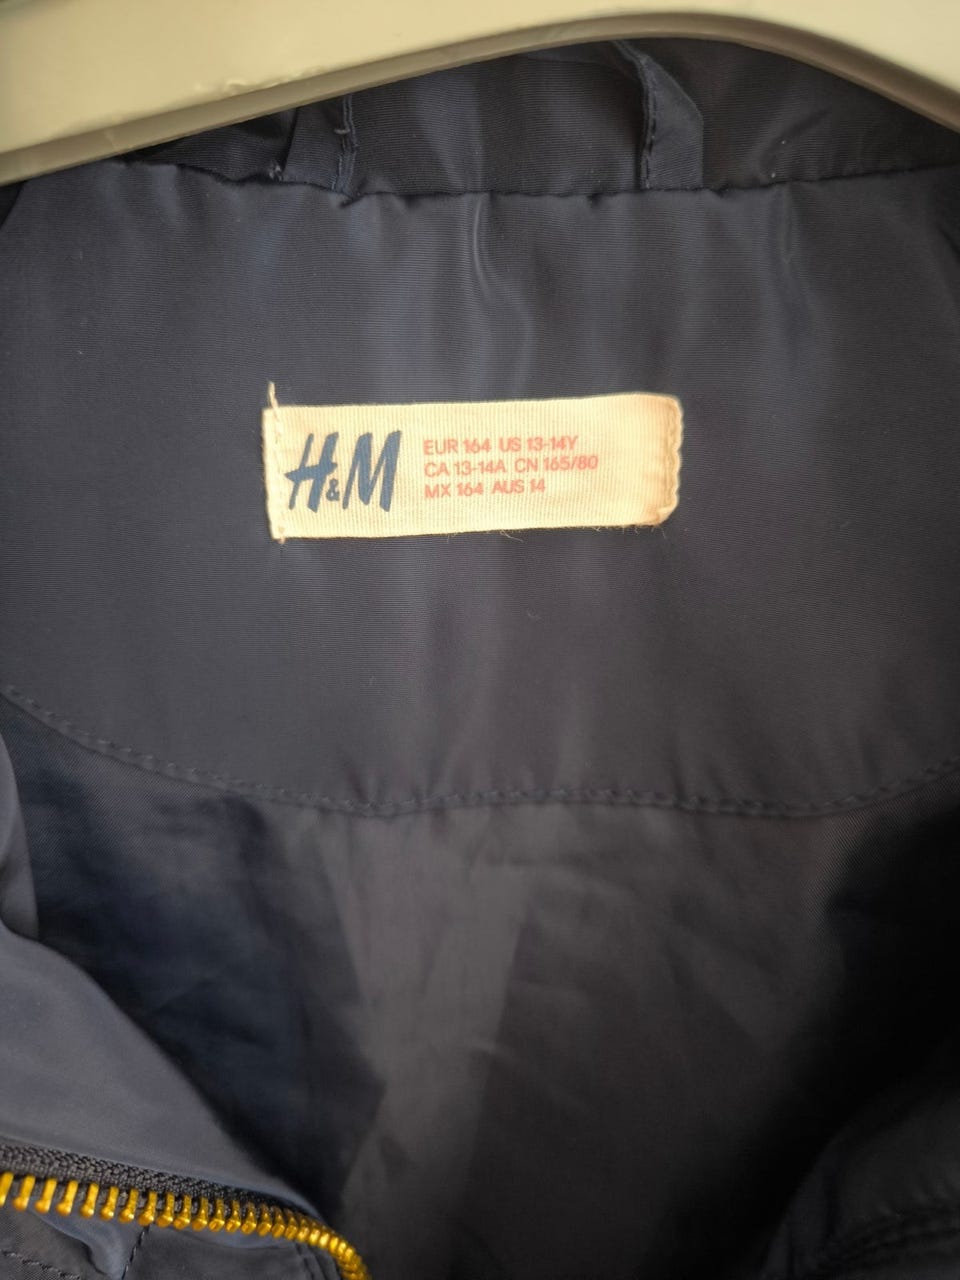 H&M
EUR 164 US 13-14Y
CA 13-14A CN 165/80
MX 164 AUS 14